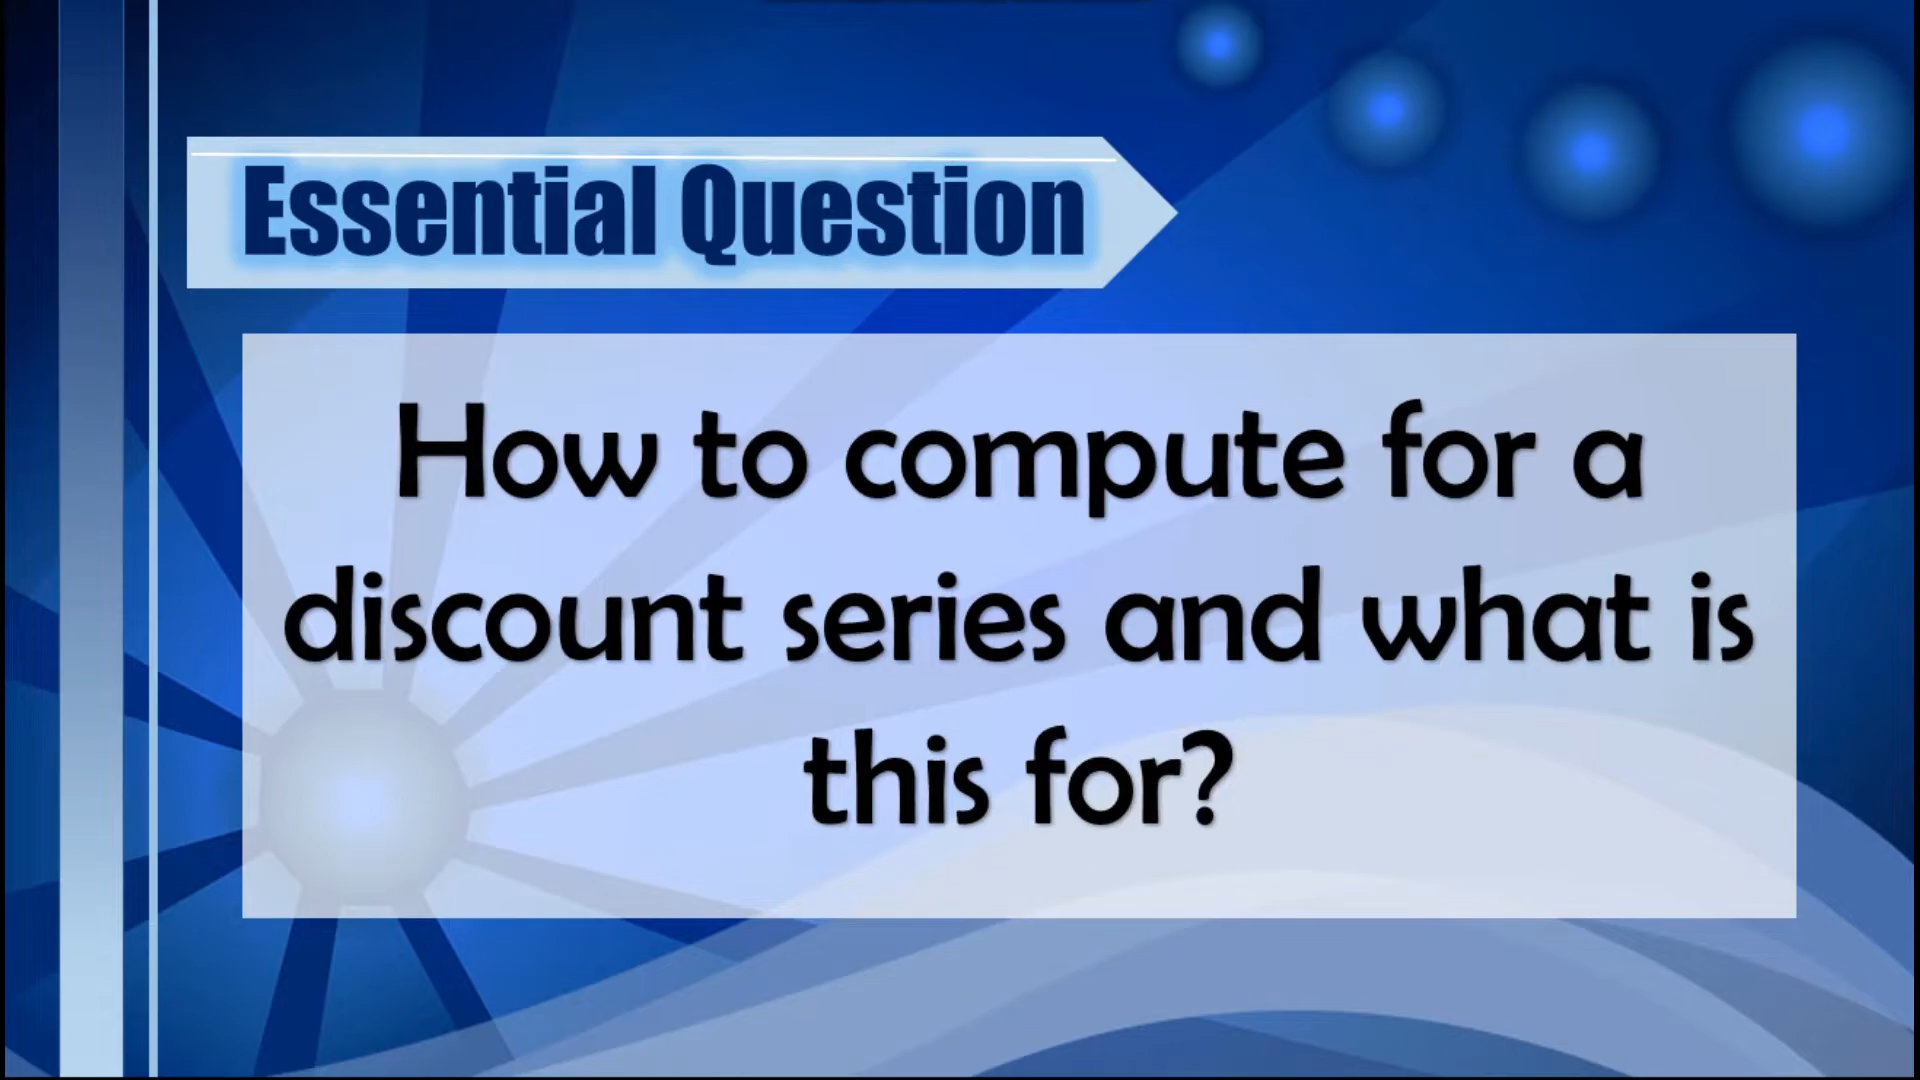 Essential Question
How to compute for a
discount series and what is
this for?